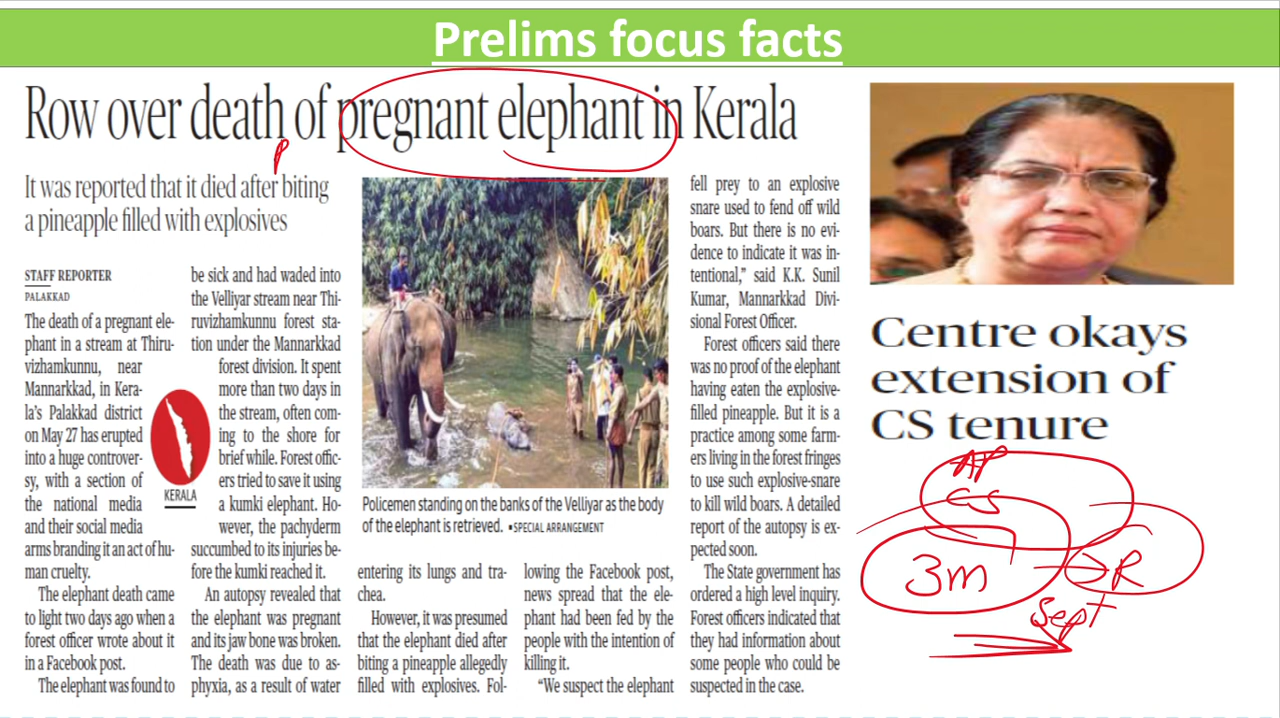 Prelims focus facts
Row over death of pregnant elephant in Kerala
P
It was reported that it died after biting
a pineapple filled with explosives
STAFF REPORTER
PALAKKAD
The death of a pregnant ele-
phant in a stream at Thiru-
vizhamkunnu, near
Mannarkkad, in Kera-
la's Palakkad district
on May 27 has erupted
into a huge controver-
sy, with a section of
the national media
and their social media
arms branding it an act of hu-
man cruelty.
The elephant death came
to light two days ago when a
forest officer wrote about it
in a Facebook post.
The elephant was found to
KERALA
be sick and had waded into
the Velliyar stream near Thi-
ruvizhamkunnu forest sta-
tion under the Mannarkkad
forest division. It spent
more than two days in
the stream, often com-
ing to the shore for
brief while. Forest offic-
ers tried to save it using
a kumki elephant. Ho-
wever, the pachyderm
succumbed to its injuries be-
fore the kumki reached it.
An autopsy revealed that
the elephant was pregnant
and its jaw bone was broken.
The death was due to as-
phyxia, as a result of water
Policemen standing on the banks of the Velliyar as the body
of the elephant is retrieved. ▪SPECIAL ARRANGEMENT
entering its lungs and tra-
chea.
However, it was presumed
that the elephant died after
biting a pineapple allegedly
filled with explosives. Fol-
lowing the Facebook post,
news spread that the ele-
phant had been fed by the
people with the intention of
killing it.
"We suspect the elephant
fell prey to an explosive
snare used to fend off wild
boars. But there is no evi-
dence to indicate it was in-
tentional," said K.K. Sunil
Kumar, Mannarkkad Divi-
sional Forest Officer.
Forest officers said there
was no proof of the elephant
having eaten the explosive-
filled pineapple. But it is a
practice among some farm-
ers living in the forest fringes
to use such explosive-snare
to kill wild boars. A detailed
report of the autopsy is ex-
pected soon.
The State government has
ordered a high level inquiry.
Forest officers indicated that
they had information about
some people who could be
suspected in the case.
Centre okays
extension of
CS tenure
AP
CS
3m
R
Sept